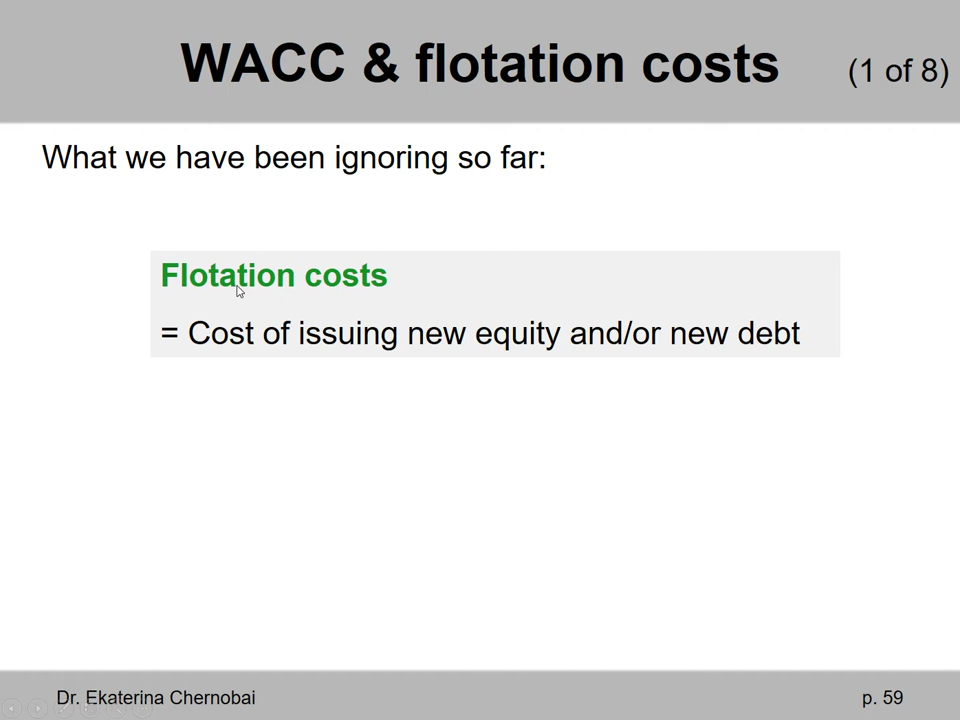 WACC & flotation costs (1 of 8)
What we have been ignoring so far:
Flotation costs
= Cost of issuing new equity and/or new debt
Dr. Ekaterina Chernobai p. 59